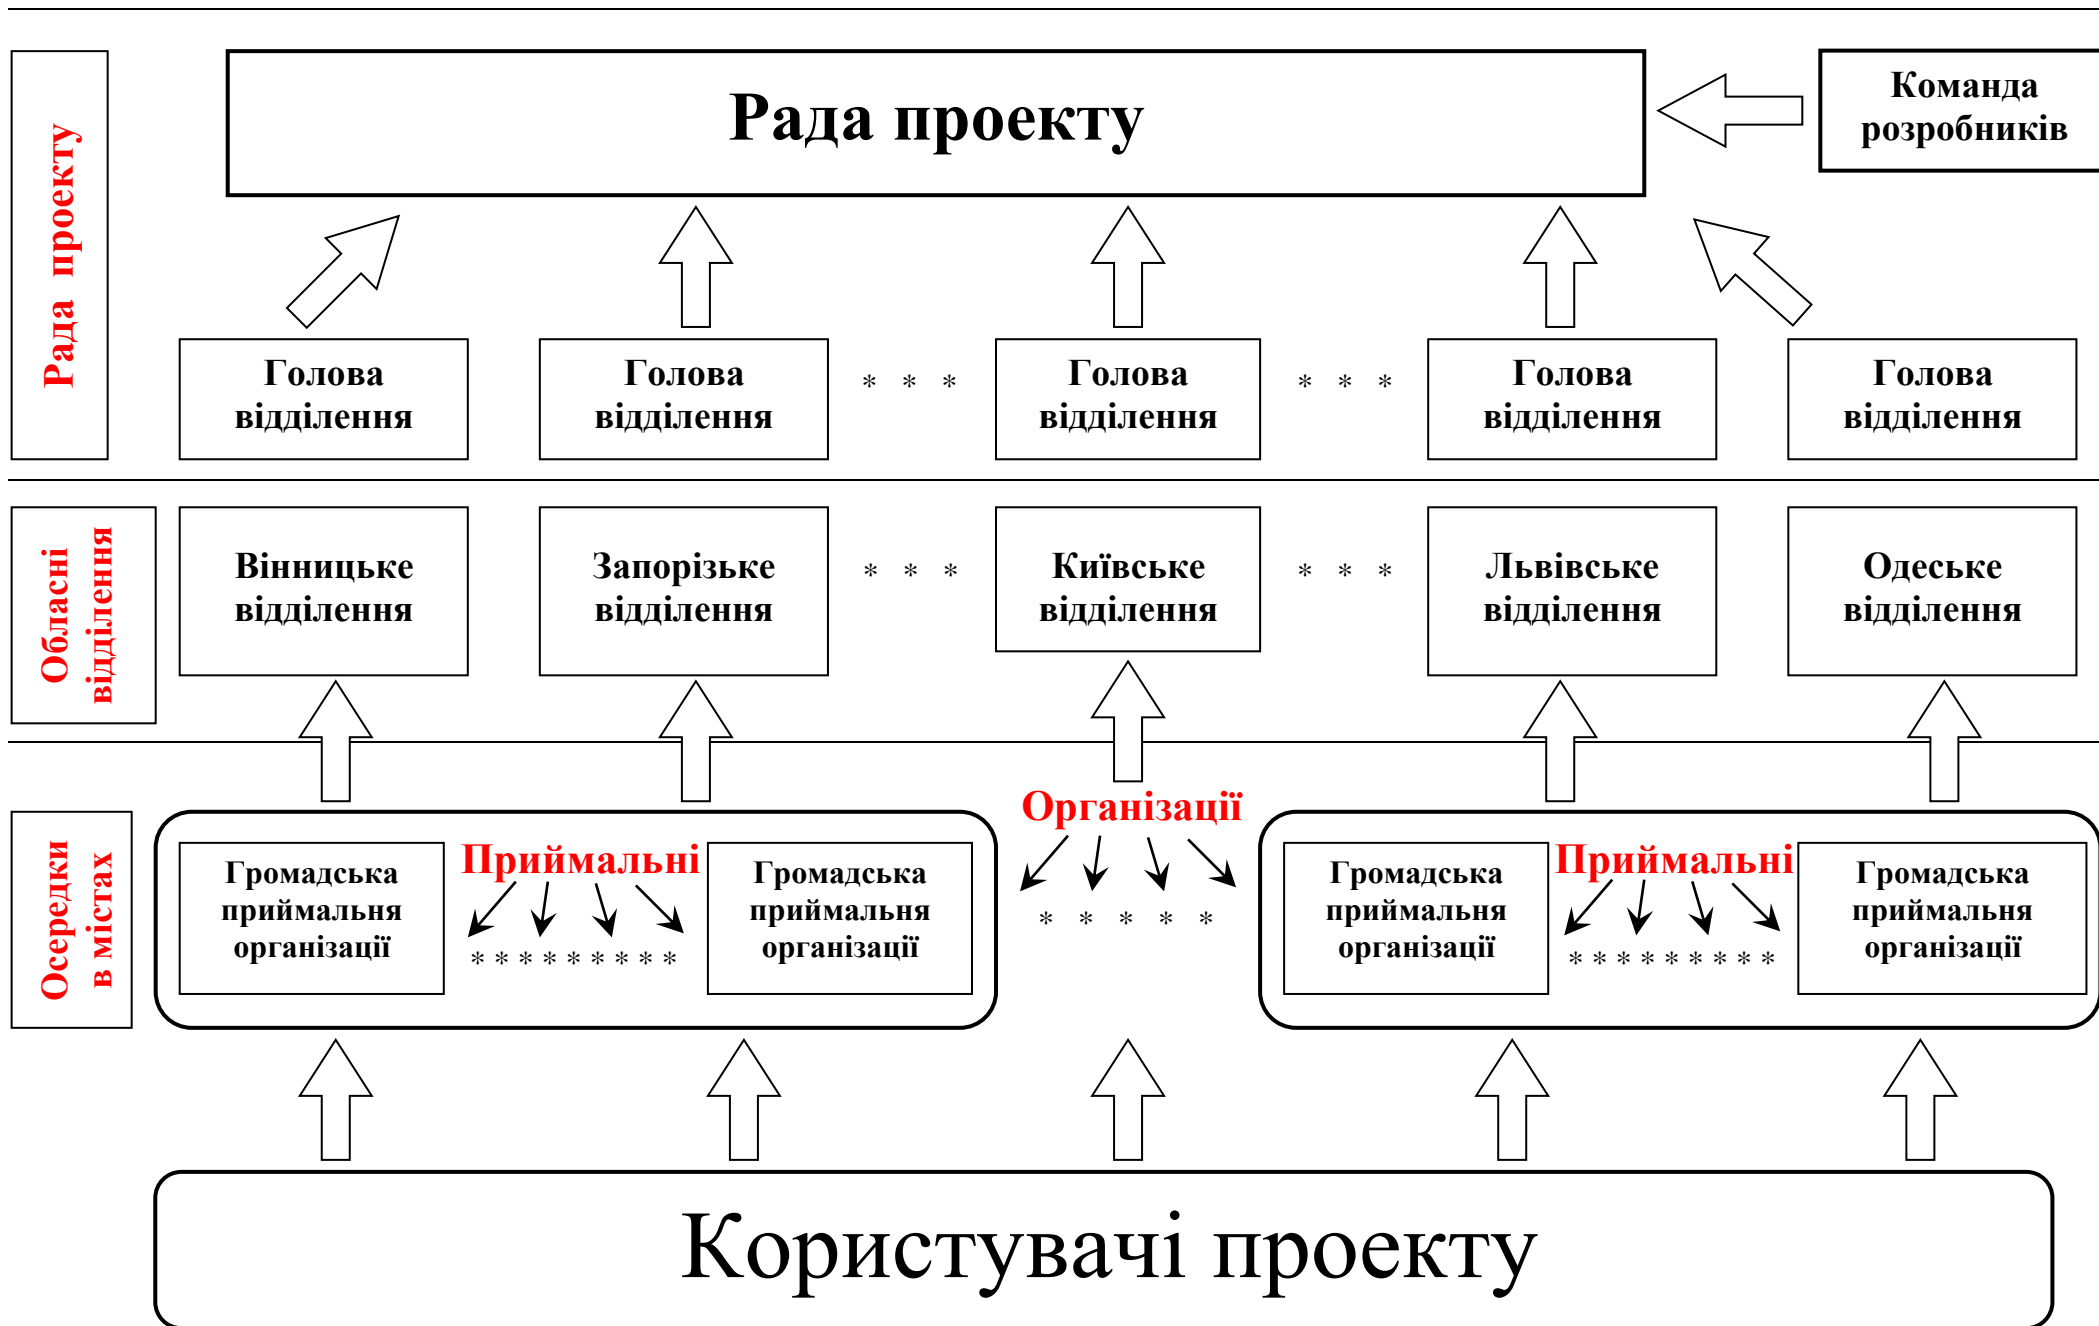 Рада проекту
Рада проекту
Команда
розробників
Голова
відділення
Голова
відділення
* * *
Голова
відділення
* * *
Голова
відділення
Голова
відділення
Обласні
відділення
Вінницьке
відділення
Запорізьке
відділення
* * *
Київське
відділення
* * *
Львівське
відділення
Одеське
відділення
Осередки
в містах
Громадська
приймальня
організації
Приймальні
* * * * * * * * *
Громадська
приймальня
організації
Організації
* * * * *
Громадська
приймальня
організації
Приймальні
* * * * * * * * *
Громадська
приймальня
організації
Користувачі проекту